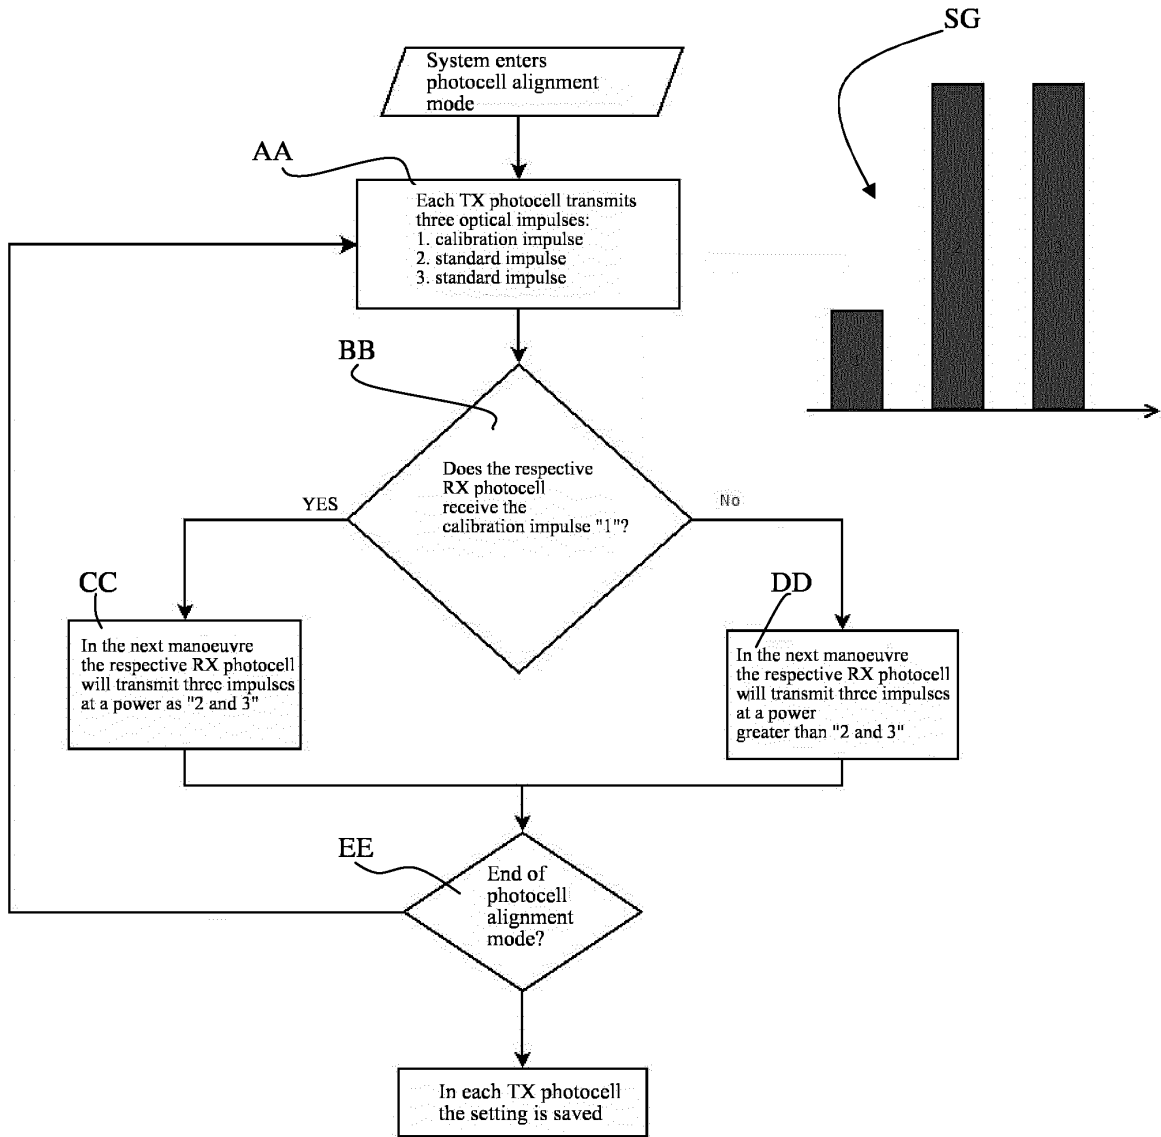 SG
System enters
photocell alignment
mode
AA
Each TX photocell transmits
three optical impulses:
1. calibration impulse
2. standard impulse
3. standard impulse
1
2
3
BB
Does the respective
RX photocell
receive the
calibration impulse "1"?
YES
No
CC
In the next manoeuvre
the respective RX photocell
will transmit three impulses
at a power as "2 and 3"
DD
In the next manoeuvre
the respective RX photocell
will transmit three impulses
at a power
greater than "2 and 3"
EE
End of
photocell
alignment
mode?
In each TX photocell
the setting is saved